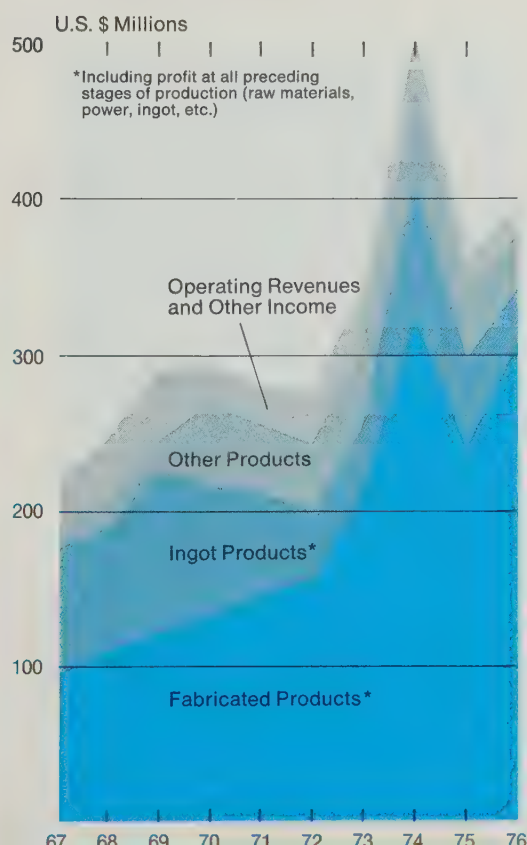 U.S. $ Millions
500
*Including profit at all preceding
stages of production (raw materials,
power, ingot, etc.)
400
Operating Revenues
and Other Income
300
Other Products
200
Ingot Products*
100
Fabricated Products*
67 68 69 70 71 72 73 74 75 76